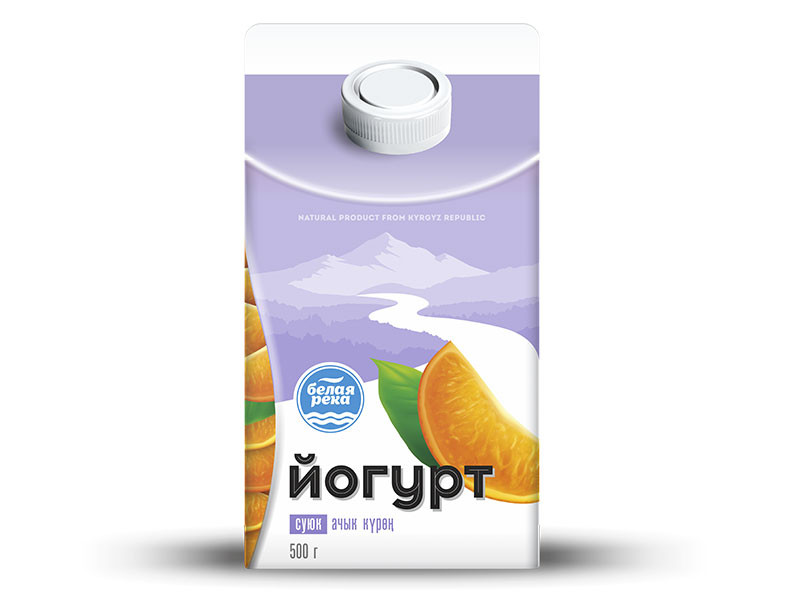 NATURAL PRODUCT FROM KYRGYZ REPUBLIC
белая
река
йогурт
суюк ачык күрөң
500 г